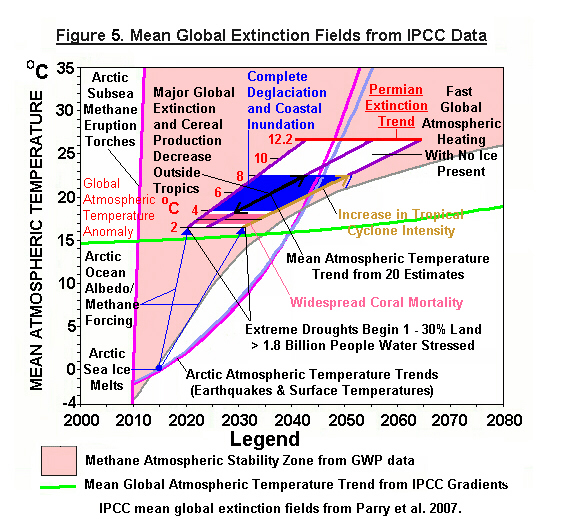 Figure 5. Mean Global Extinction Fields from IPCC Data
°C
MEAN ATMOSPHERIC TEMPERATURE
35
30
25
20
15
10
5
0
-4
Arctic
Subsea
Methane
Eruption
Torches
Major Global
Extinction
and Cereal
Production
Decrease
Outside
Tropics
Complete
Deglaciation
and Coastal
Inundation
Permian
Extinction
Trend
Fast
Global
Atmospheric
Heating
With No Ice
Present
12.2
10
8
6
4
2
°C
Global
Atmospheric
Temperature
Anomaly
Increase in Tropical
Cyclone Intensity
Mean Atmospheric Temperature
Trend from 20 Estimates
Arctic
Ocean
Albedo/
Methane
Forcing
Widespread Coral Mortality
Extreme Droughts Begin 1 - 30% Land
> 1.8 Billion People Water Stressed
Arctic
Sea Ice
Melts
Arctic Atmospheric Temperature Trends
(Earthquakes & Surface Temperatures)
2000 2010 2020 2030 2040 2050 2060 2070 2080
Legend
Methane Atmospheric Stability Zone from GWP data
Mean Global Atmospheric Temperature Trend from IPCC Gradients
IPCC mean global extinction fields from Parry et al. 2007.